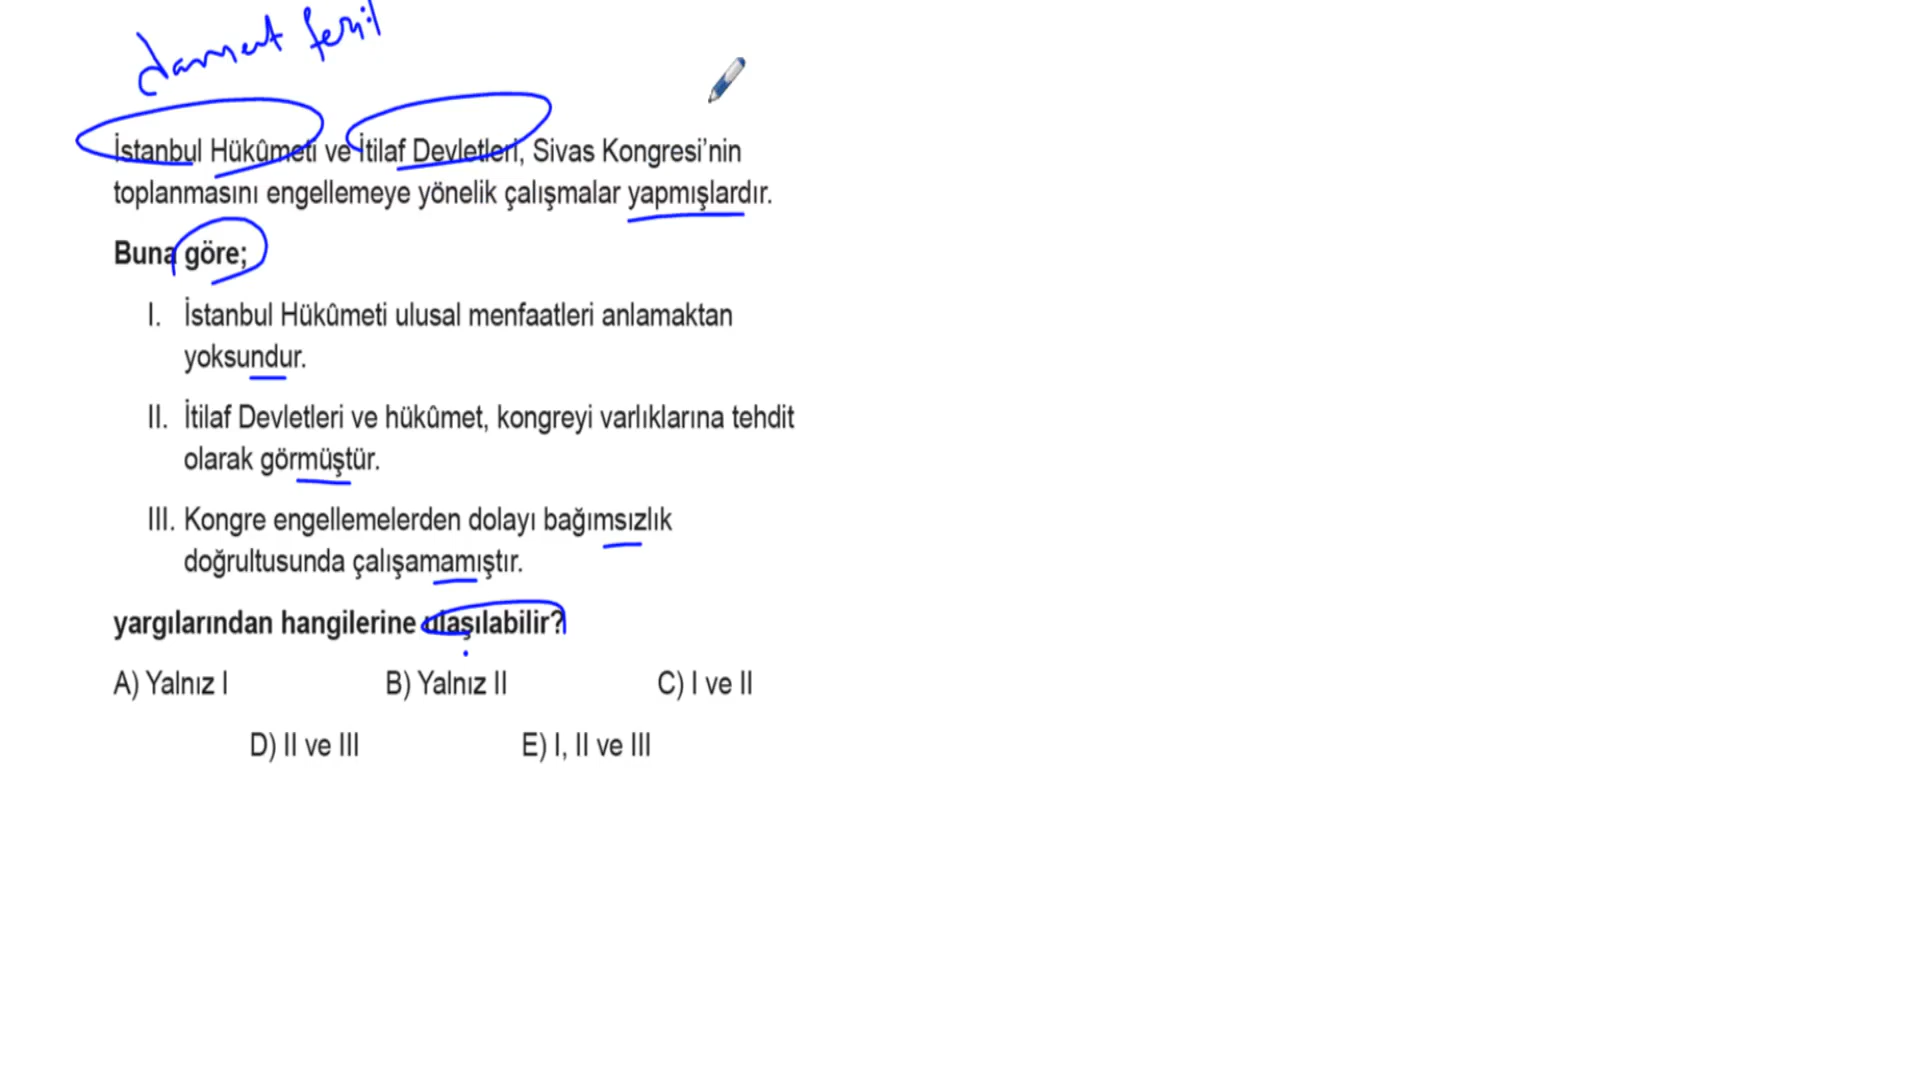 damert ferit
İstanbul Hükûmeti ve İtilaf Devletleri, Sivas Kongresi’nin
toplanmasını engellemeye yönelik çalışmalar yapmışlardır.
Buna göre;
I. İstanbul Hükûmeti ulusal menfaatleri anlamaktan
yoksundur.
II. İtilaf Devletleri ve hükûmet, kongreyi varlıklarına tehdit
olarak görmüştür.
III. Kongre engellemelerden dolayı bağımsızlık
doğrultusunda çalışamamıştır.
yargılarından hangilerine ulaşılabilir?
A) Yalnız I B) Yalnız II C) I ve II
D) II ve III E) I, II ve III